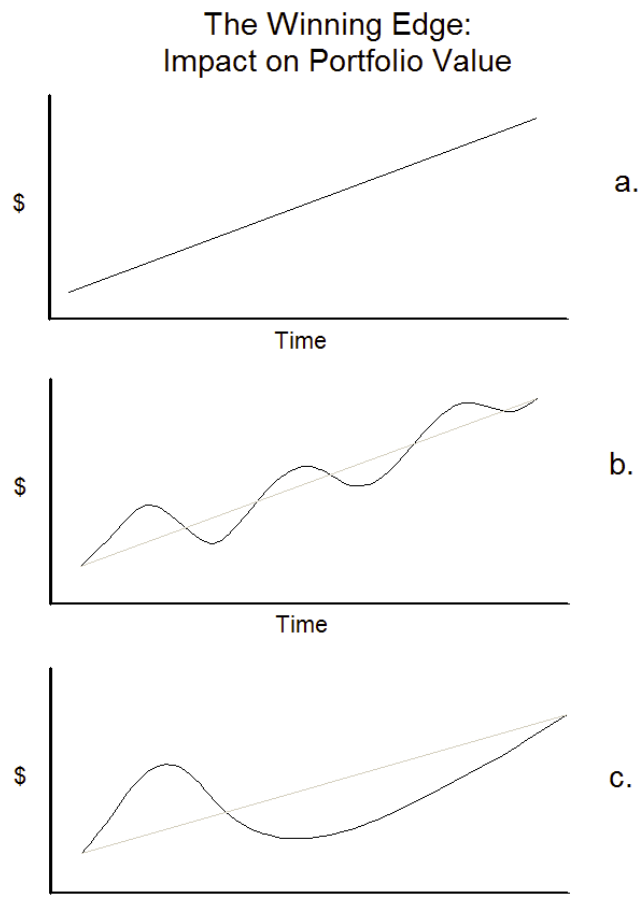 The Winning Edge:
Impact on Portfolio Value
$
a.
Time
$
b.
Time
$
c.